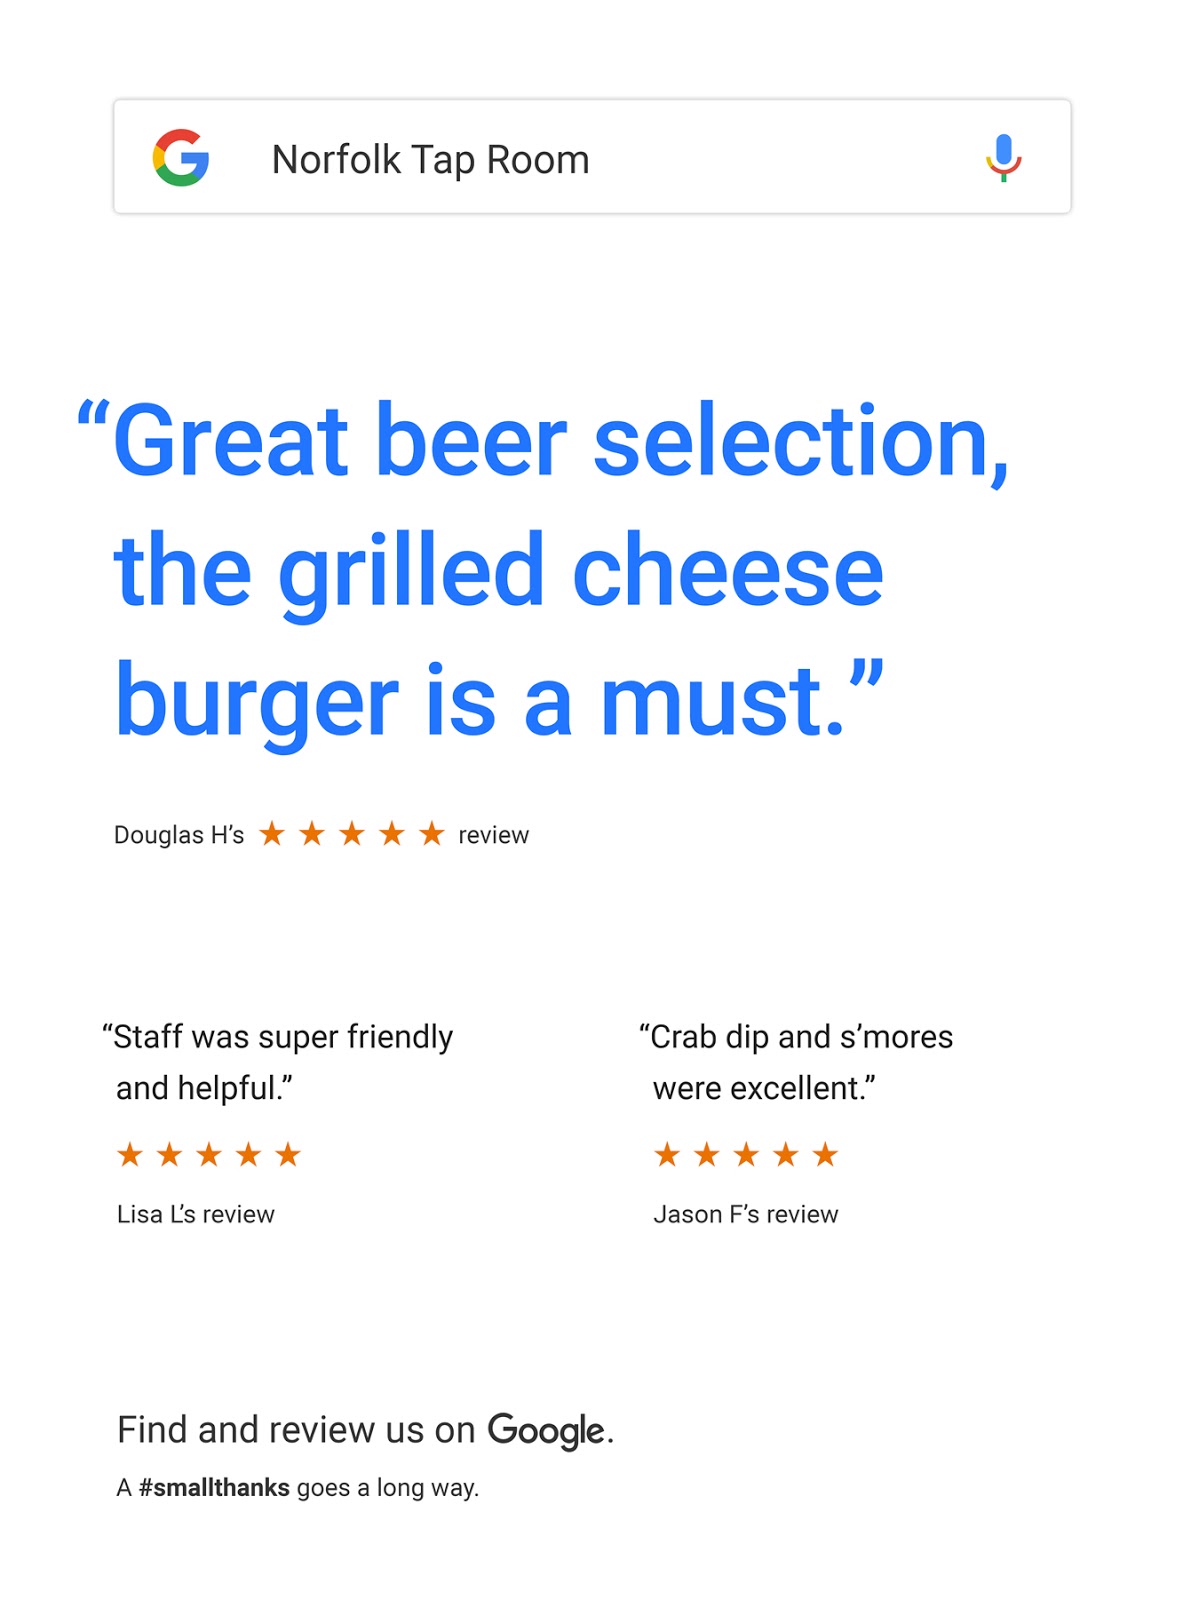 Norfolk Tap Room
“Great beer selection,
the grilled cheese
burger is a must.”
Douglas H’s ★ ★ ★ ★ ★ review
“Staff was super friendly
and helpful.”
★ ★ ★ ★ ★
Lisa L’s review
“Crab dip and s’mores
were excellent.”
★ ★ ★ ★ ★
Jason F’s review
Find and review us on Google.
A #smallthanks goes a long way.